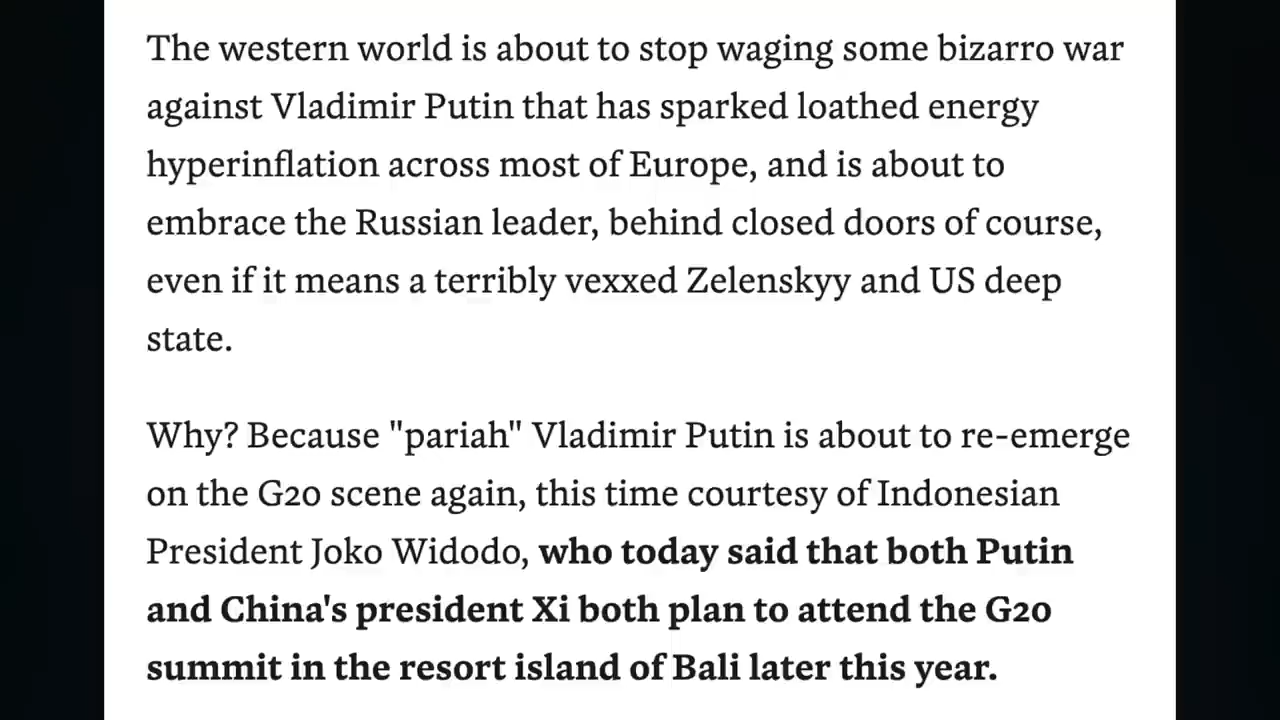 The western world is about to stop waging some bizarro war
against Vladimir Putin that has sparked loathed energy
hyperinflation across most of Europe, and is about to
embrace the Russian leader, behind closed doors of course,
even if it means a terribly vexxed Zelenskyy and US deep
state.
Why? Because "pariah" Vladimir Putin is about to re-emerge
on the G20 scene again, this time courtesy of Indonesian
President Joko Widodo, who today said that both Putin
and China's president Xi both plan to attend the G20
summit in the resort island of Bali later this year.